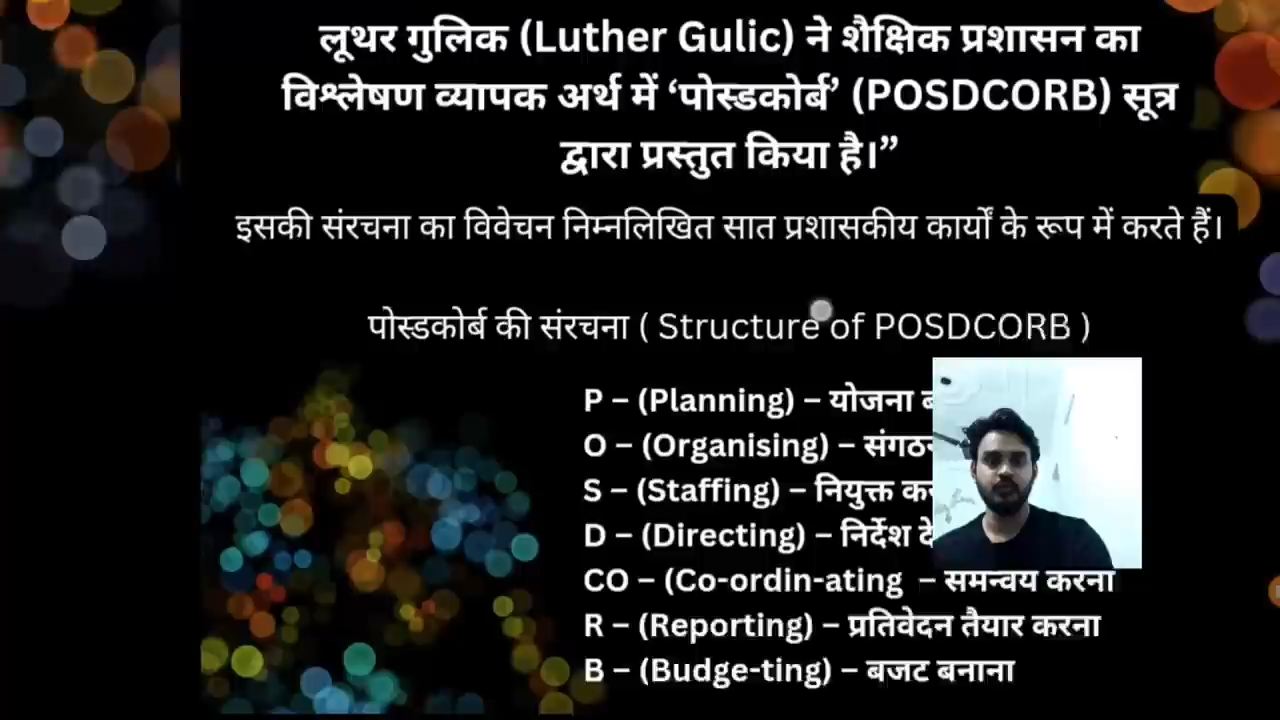 लूथर गुलिक (Luther Gulic) ने शैक्षिक प्रशासन का
विश्लेषण व्यापक अर्थ में ‘पोस्डकोर्ब’ (POSDCORB) सूत्र
द्वारा प्रस्तुत किया है।”
इसकी संरचना का विवेचन निम्नलिखित सात प्रशासकीय कार्यों के रूप में करते हैं।
पोस्डकोर्ब की संरचना ( Structure of POSDCORB )
P – (Planning) – योजना
O – (Organising) –
S – (Staffing) – नियुक्त
D – (Directing) – निर्देश
CO – (Co-ordin-ating – समन्वय करना
R – (Reporting) – प्रतिवेदन तैयार करना
B – (Budge-ting) – बजट बनाना